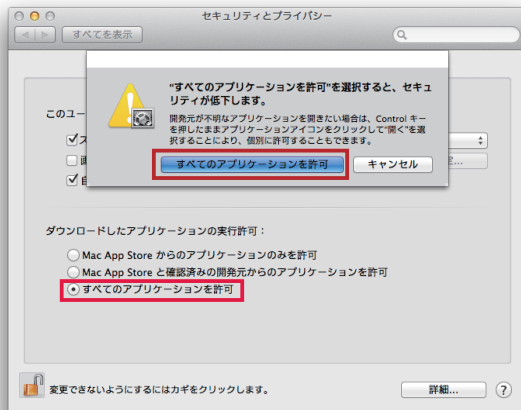 セキュリティとプライバシー
すべてを表示
"すべてのアプリケーションを許可"を選択すると、セキュ
リティが低下します。
開発元が不明なアプリケーションを開きたい場合は、Control キー
を押したままアプリケーションアイコンをクリックして"開く"を選
択することにより、個別に許可することもできます。
すべてのアプリケーションを許可
キャンセル
このユー
ス
自
ダウンロードしたアプリケーションの実行許可：
Mac App Store からのアプリケーションのみを許可
Mac App Store と確認済みの開発元からのアプリケーションを許可
すべてのアプリケーションを許可
変更できないようにするにはカギをクリックします。
詳細...
?